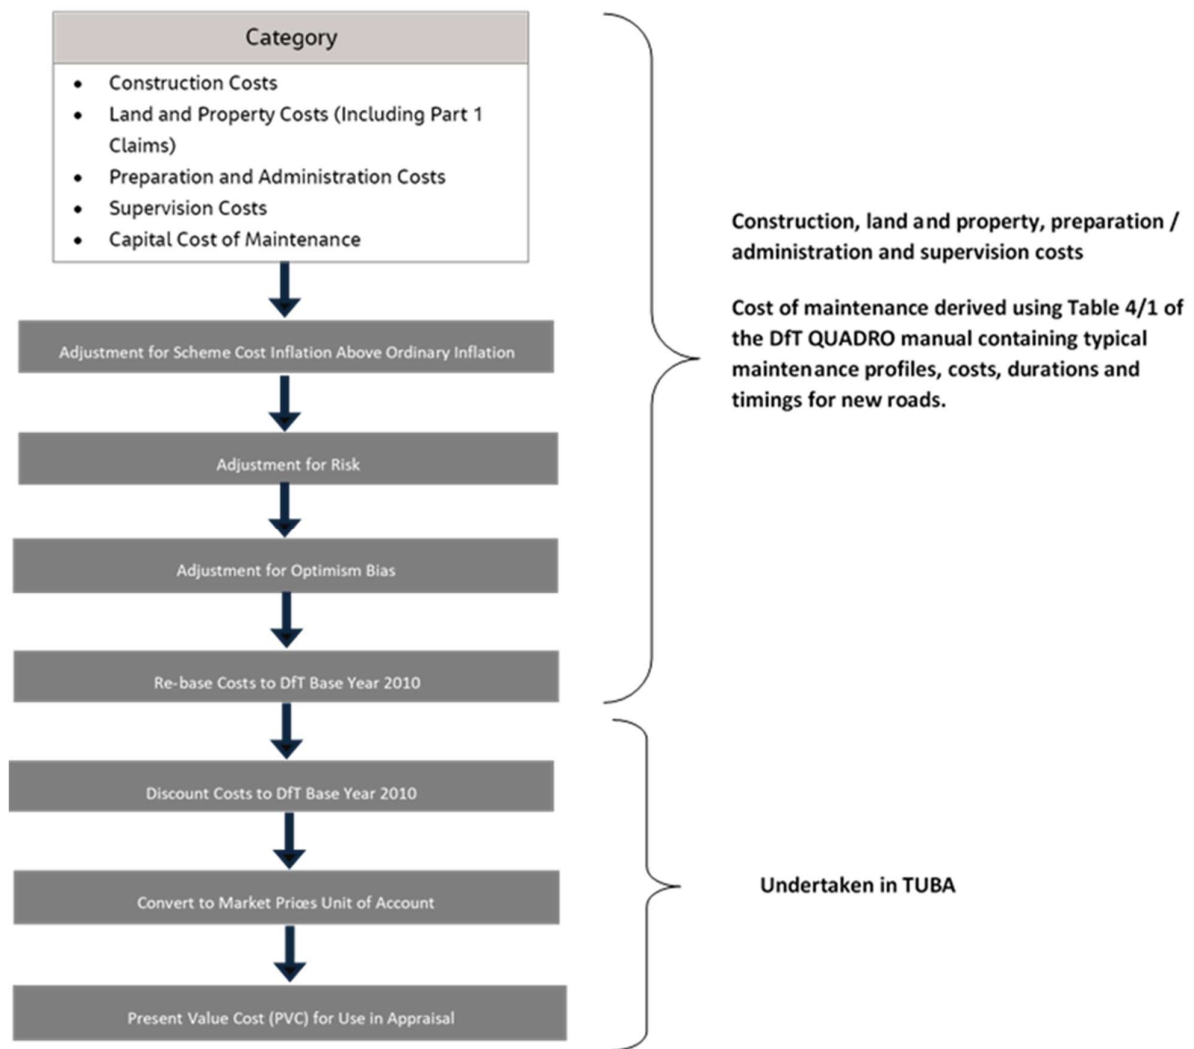 Category
• Construction Costs
• Land and Property Costs (Including Part 1
Claims)
• Preparation and Administration Costs
• Supervision Costs
• Capital Cost of Maintenance
Adjustment for Scheme Cost Inflation Above Ordinary Inflation
Adjustment for Risk
Adjustment for Optimism Bias
Re-base Costs to DfT Base Year 2010
Construction, land and property, preparation /
administration and supervision costs
Cost of maintenance derived using Table 4/1 of
the DfT QUADRO manual containing typical
maintenance profiles, costs, durations and
timings for new roads.
Discount Costs to DfT Base Year 2010
Convert to Market Prices Unit of Account
Present Value Cost (PVC) for Use in Appraisal
Undertaken in TUBA